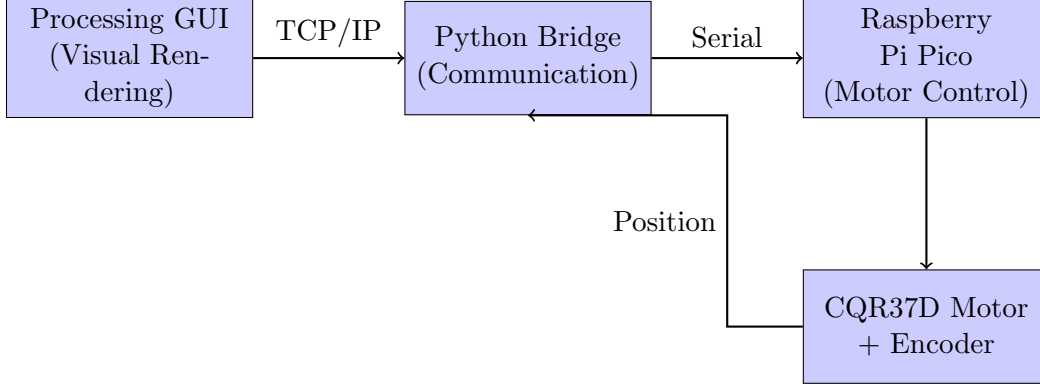 Processing GUI
(Visual Ren-
dering)
TCP/IP
Python Bridge
(Communication)
Serial
Raspberry
Pi Pico
(Motor Control)
Position
CQR37D Motor
+ Encoder